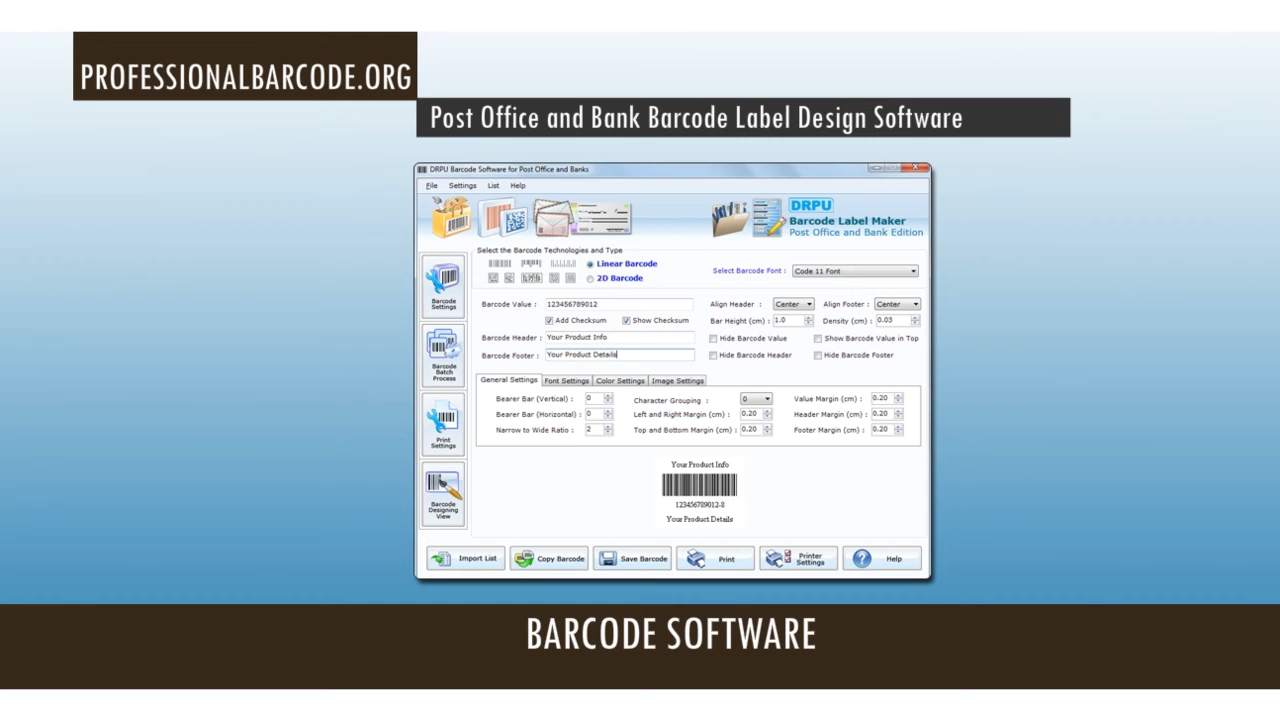 PROFESSIONALBARCODE.ORG
Post Office and Bank Barcode Label Design Software
DRPU Barcode Software for Post Office and Banks
File Settings List Help
DRPU
Barcode Label Maker
Post Office and Bank Edition
Select the Barcode Technologies and Type
Linear Barcode
2D Barcode
Select Barcode Font : Code 11 Font
Barcode Value : 123456789012
Align Header : Center Align Footer : Center
Add Checksum Show Checksum
Bar Height (cm) : 1.0 Density (cm) : 0.03
Barcode Header : Your Product Info
Hide Barcode Value Show Barcode Value in Top
Barcode Footer : Your Product Details
Hide Barcode Header Hide Barcode Footer
General Settings Font Settings Color Settings Image Settings
Bearer Bar (Vertical) : 0 Character Grouping : 0 Value Margin (cm) : 0.20
Bearer Bar (Horizontal) : 0 Left and Right Margin (cm) : 0.20 Header Margin (cm) : 0.20
Narrow to Wide Ratio : 2 Top and Bottom Margin (cm) : 0.20 Footer Margin (cm) : 0.20
Barcode
Settings
Barcode
Batch
Process
Print
Settings
Barcode
Designing
View
Your Product Info
123456789012-8
Your Product Details
Import List Copy Barcode Save Barcode Print Printer Settings Help
BARCODE SOFTWARE